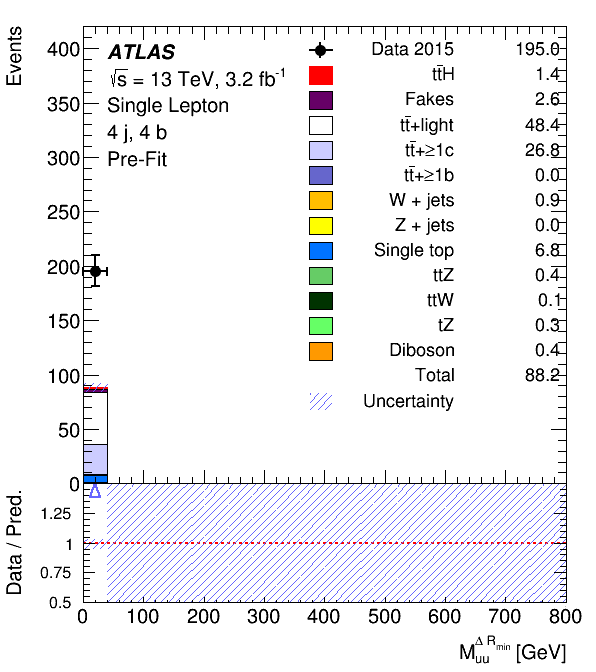 Events
400
350
300
250
200
150
100
50
0
ATLAS
√s = 13 TeV, 3.2 fb⁻¹
Single Lepton
4 j, 4 b
Pre-Fit
Data 2015 195.0
tt̄H 1.4
Fakes 2.6
tt̄+light 48.4
tt̄+≥1c 26.8
tt̄+≥1b 0.0
W + jets 0.9
Z + jets 0.0
Single top 6.8
ttZ 0.4
ttW 0.1
tZ 0.3
Diboson 0.4
Total 88.2
Uncertainty
Data / Pred.
1.25
1
0.75
0.5
0 100 200 300 400 500 600 700 800
M_uu^{Δ R_min} [GeV]